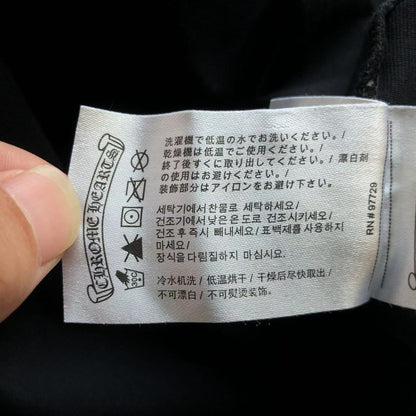 洗濯機で低温の水でお洗いください。/
乾燥機は低温でご使用ください。/
終了後すぐに取り出してください。/漂白剤
の使用はお避けください。/
装飾部分はアイロンをお避け下さい。
세탁기에서 찬물로 세탁하세요/
건조기에서 낮은 온도로 건조시키세요/
건조 후 즉시 빼내세요/ 표백제를 사용하지
마세요/
장식을 다림질 하지 마십시요
冷水机洗 / 低温烘干 / 干燥后尽快取出 /
不可漂白 / 不可熨烫装饰。
CHROME HEARTS
30C
RN # 97729